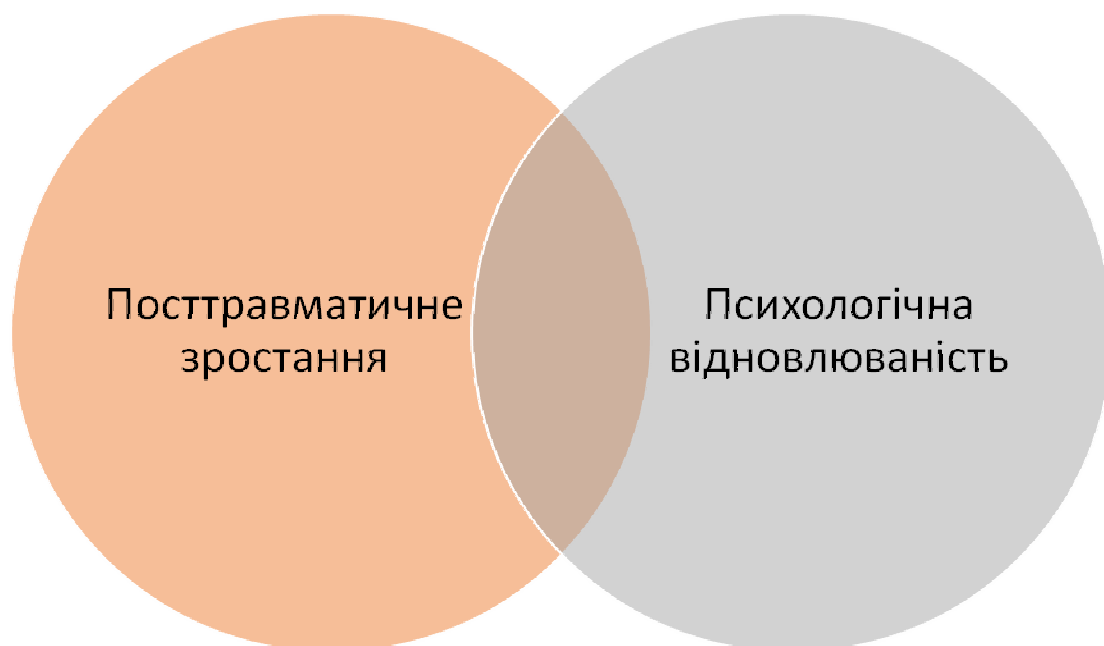 Посттравматичне
зростання
Психологічна
відновлюваність